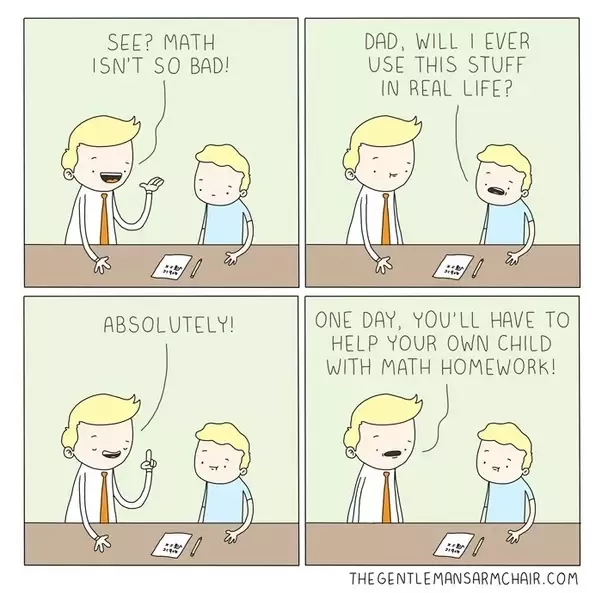 SEE? MATH
ISN'T SO BAD!
DAD, WILL I EVER
USE THIS STUFF
IN REAL LIFE?
ABSOLUTELY!
ONE DAY, YOU'LL HAVE TO
HELP YOUR OWN CHILD
WITH MATH HOMEWORK!
THEGENTLEMANSARMCHAIR.COM